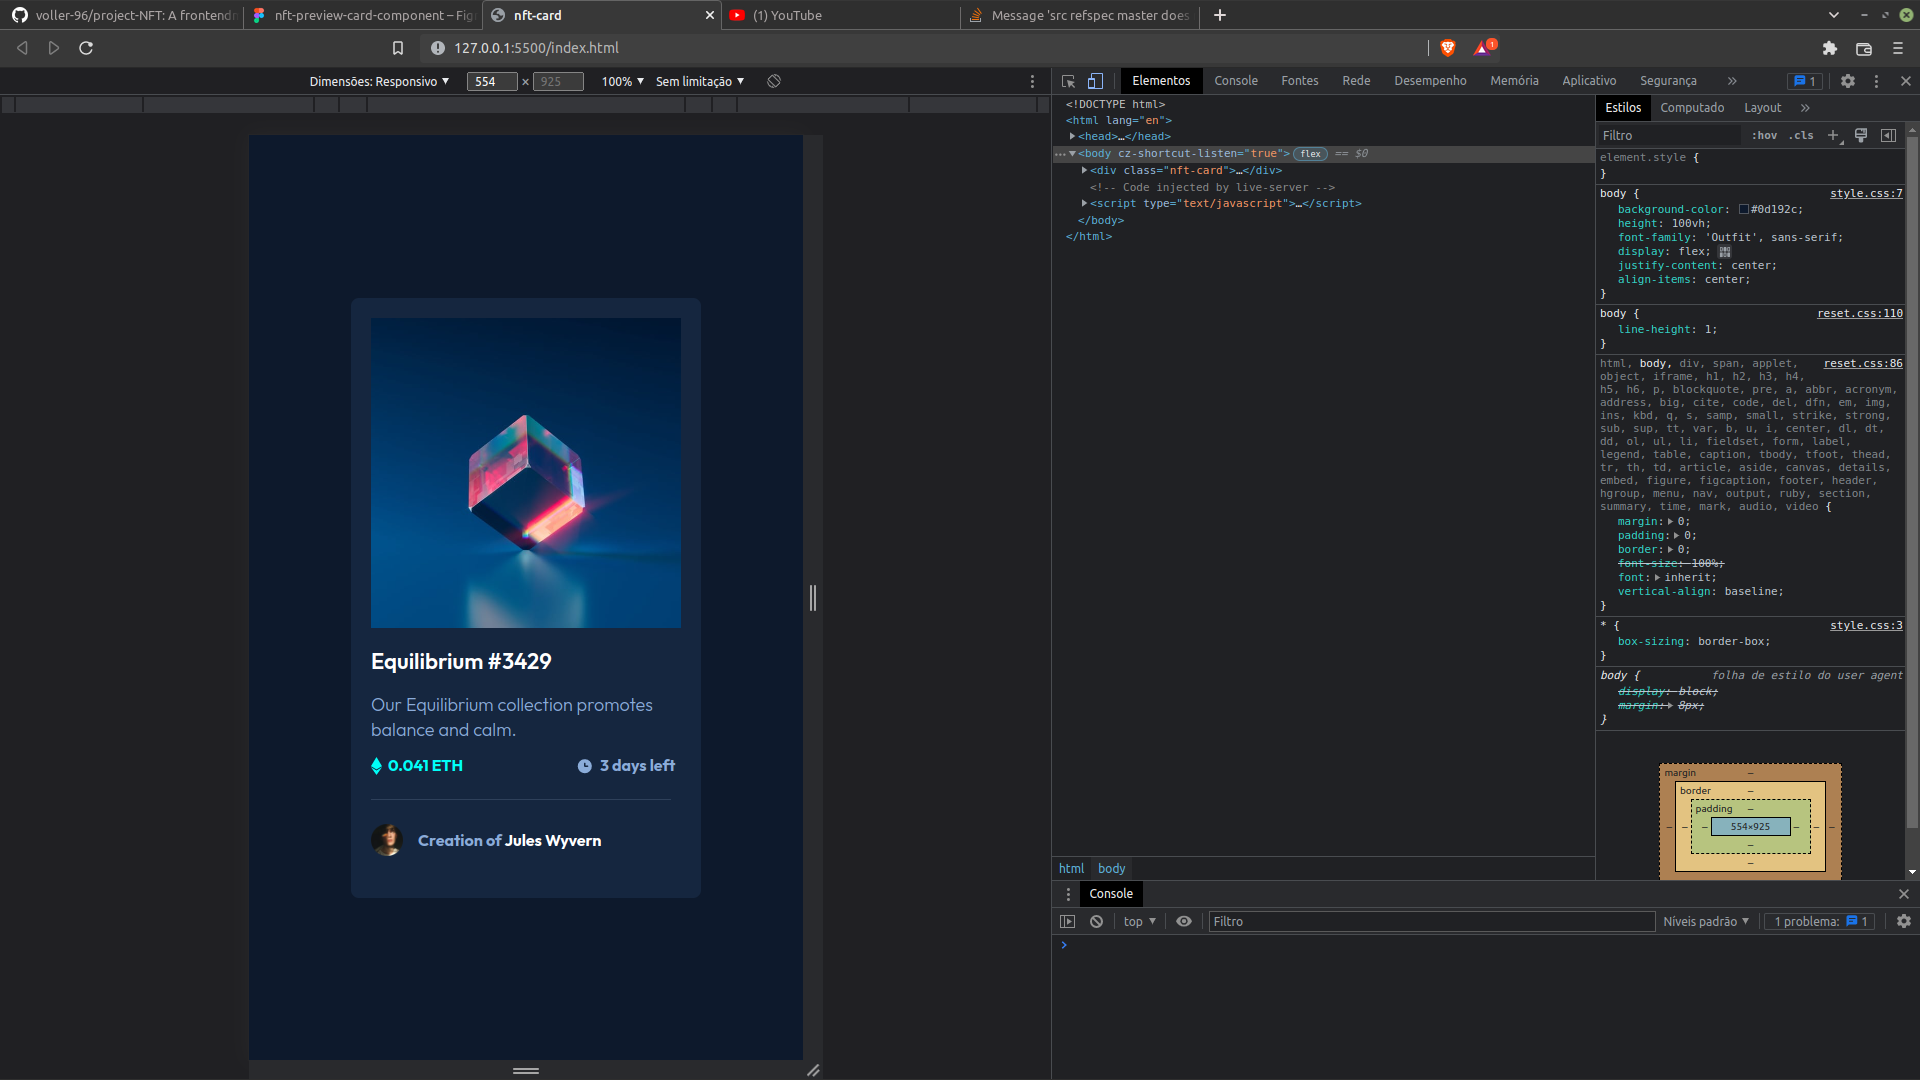 voller-96/project-NFT: A frontendm
nft-preview-card-component – Fig
nft-card
(1) YouTube
Message 'src refspec master does
127.0.0.1:5500/index.html
1
Dimensões: Responsivo
554 × 925
100%
Sem limitação
Elementos
Console
Fontes
Rede
Desempenho
Memória
Aplicativo
Segurança
1
<!DOCTYPE html>
<html lang="en">
<head>…</head>
<body cz-shortcut-listen="true"> flex == $0
<div class="nft-card">…</div>
<!-- Code injected by live-server -->
<script type="text/javascript">…</script>
</body>
</html>
Equilibrium #3429
Our Equilibrium collection promotes
balance and calm.
0.041 ETH
3 days left
Creation of Jules Wyvern
Estilos
Computado
Layout
Filtro
:hov .cls
element.style {
}
body { style.css:7
background-color: #0d192c;
height: 100vh;
font-family: 'Outfit', sans-serif;
display: flex;
justify-content: center;
align-items: center;
}
body { reset.css:110
line-height: 1;
}
html, body, div, span, applet, reset.css:86
object, iframe, h1, h2, h3, h4,
h5, h6, p, blockquote, pre, a, abbr, acronym,
address, big, cite, code, del, dfn, em, img,
ins, kbd, q, s, samp, small, strike, strong,
sub, sup, tt, var, b, u, i, center, dl, dt,
dd, ol, ul, li, fieldset, form, label,
legend, table, caption, tbody, tfoot, thead,
tr, th, td, article, aside, canvas, details,
embed, figure, figcaption, footer, header,
hgroup, menu, nav, output, ruby, section,
summary, time, mark, audio, video {
margin: 0;
padding: 0;
border: 0;
font-size: 100%;
font: inherit;
vertical-align: baseline;
}
* { style.css:3
box-sizing: border-box;
}
body { folha de estilo do user agent
display: block;
margin: 8px;
}
margin –
border –
padding –
– – – 554×925 – – –
–
–
html body
Console
top
Filtro
Níveis padrão
1 problema: 1